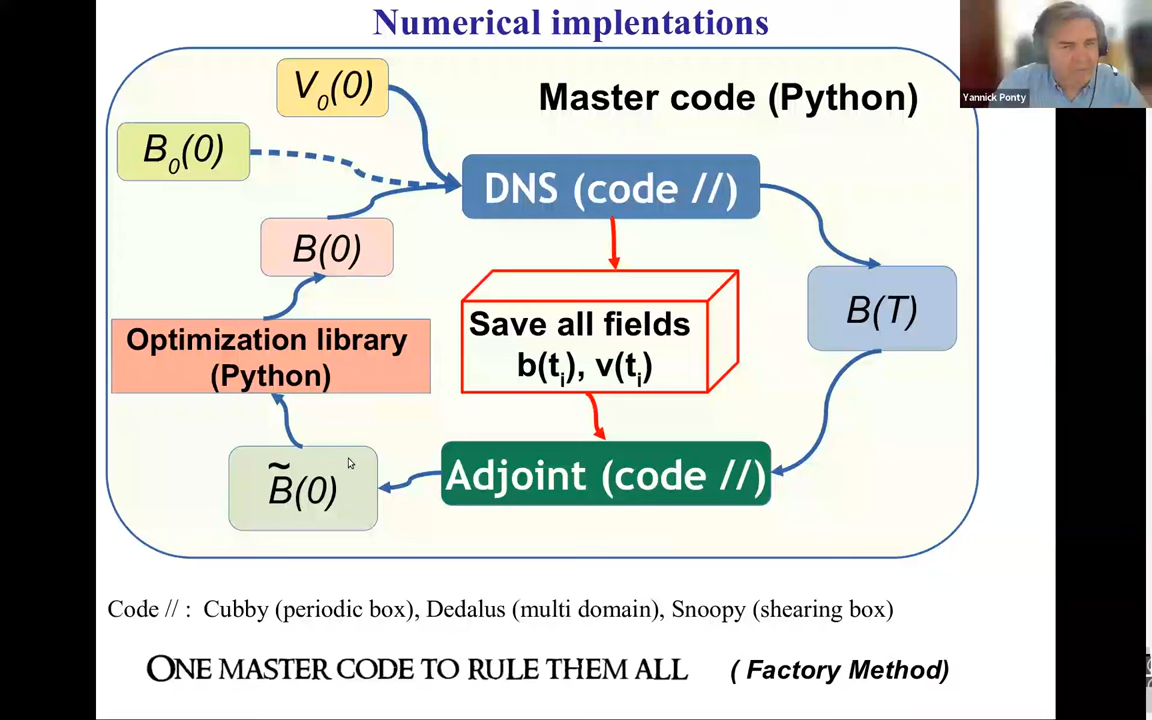 Numerical implentations
Yannick Ponty
V0(0)
Master code (Python)
B0(0)
DNS (code //)
B(0)
B(T)
Save all fields
b(ti), v(ti)
Optimization library
(Python)
Adjoint (code //)
B̃(0)
Code // : Cubby (periodic box), Dedalus (multi domain), Snoopy (shearing box)
ONE MASTER CODE TO RULE THEM ALL ( Factory Method)